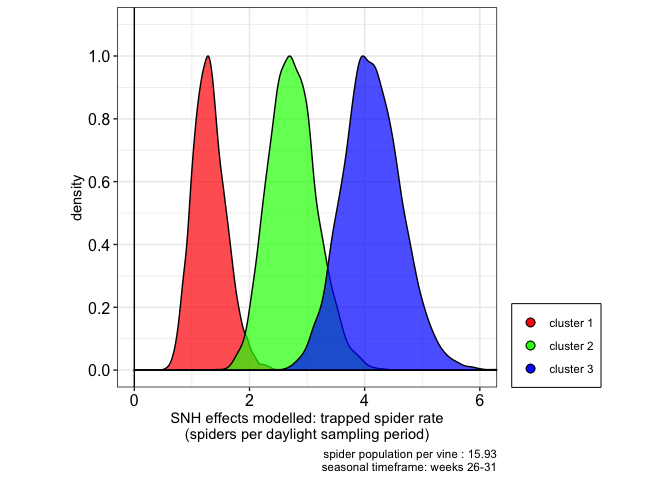 density
1.0
0.8
0.6
0.4
0.2
0.0
0 2 4 6
SNH effects modelled: trapped spider rate
(spiders per daylight sampling period)
cluster 1
cluster 2
cluster 3
spider population per vine : 15.93
seasonal timeframe: weeks 26-31